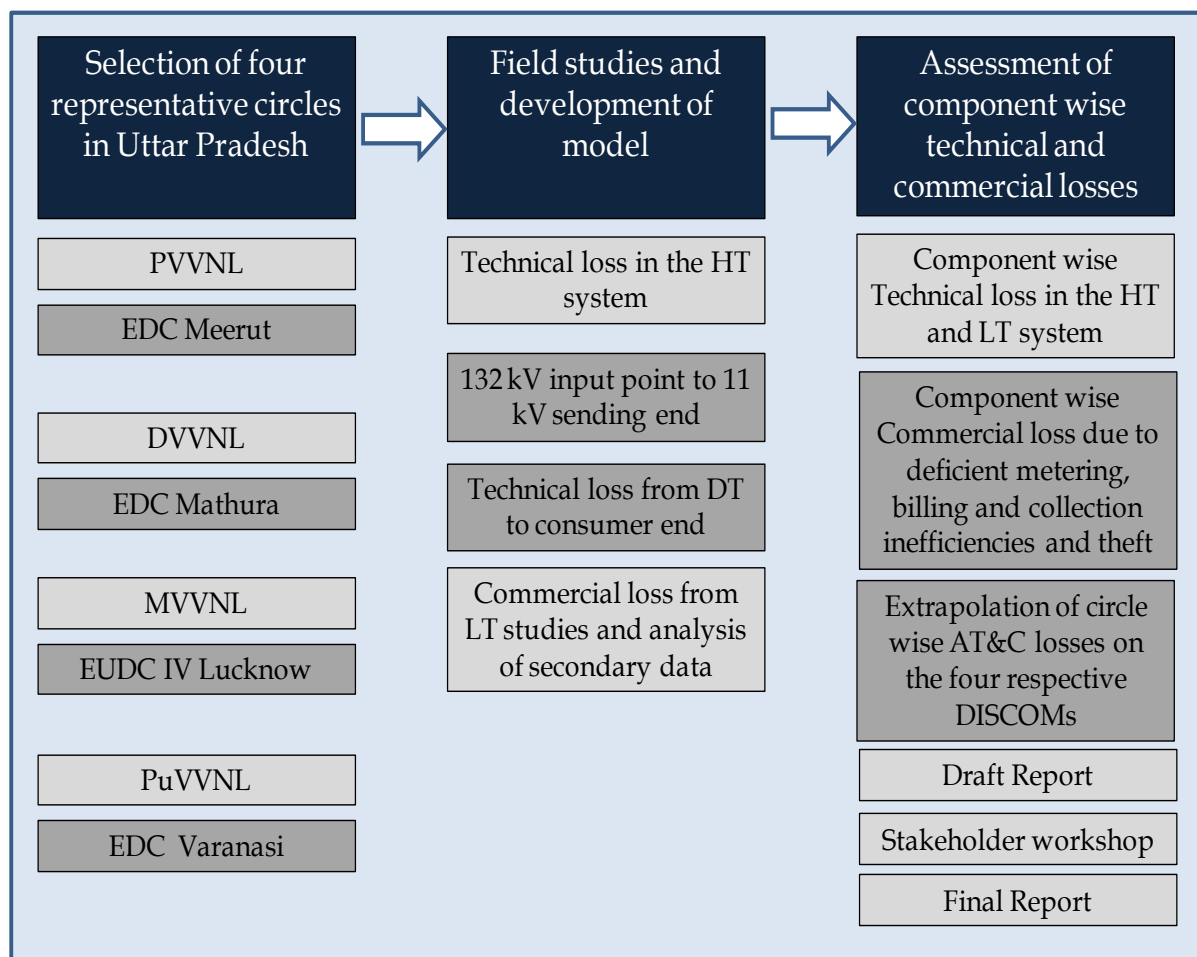 Selection of four
representative circles
in Uttar Pradesh
PVVNL
EDC Meerut
DVVNL
EDC Mathura
MVVNL
EUDC IV Lucknow
PuVVNL
EDC Varanasi
Field studies and
development of
model
Technical loss in the HT
system
132 kV input point to 11
kV sending end
Technical loss from DT
to consumer end
Commercial loss from
LT studies and analysis
of secondary data
Assessment of
component wise
technical and
commercial losses
Component wise
Technical loss in the HT
and LT system
Component wise
Commercial loss due to
deficient metering,
billing and collection
inefficiencies and theft
Extrapolation of circle
wise AT&C losses on
the four respective
DISCOMs
Draft Report
Stakeholder workshop
Final Report